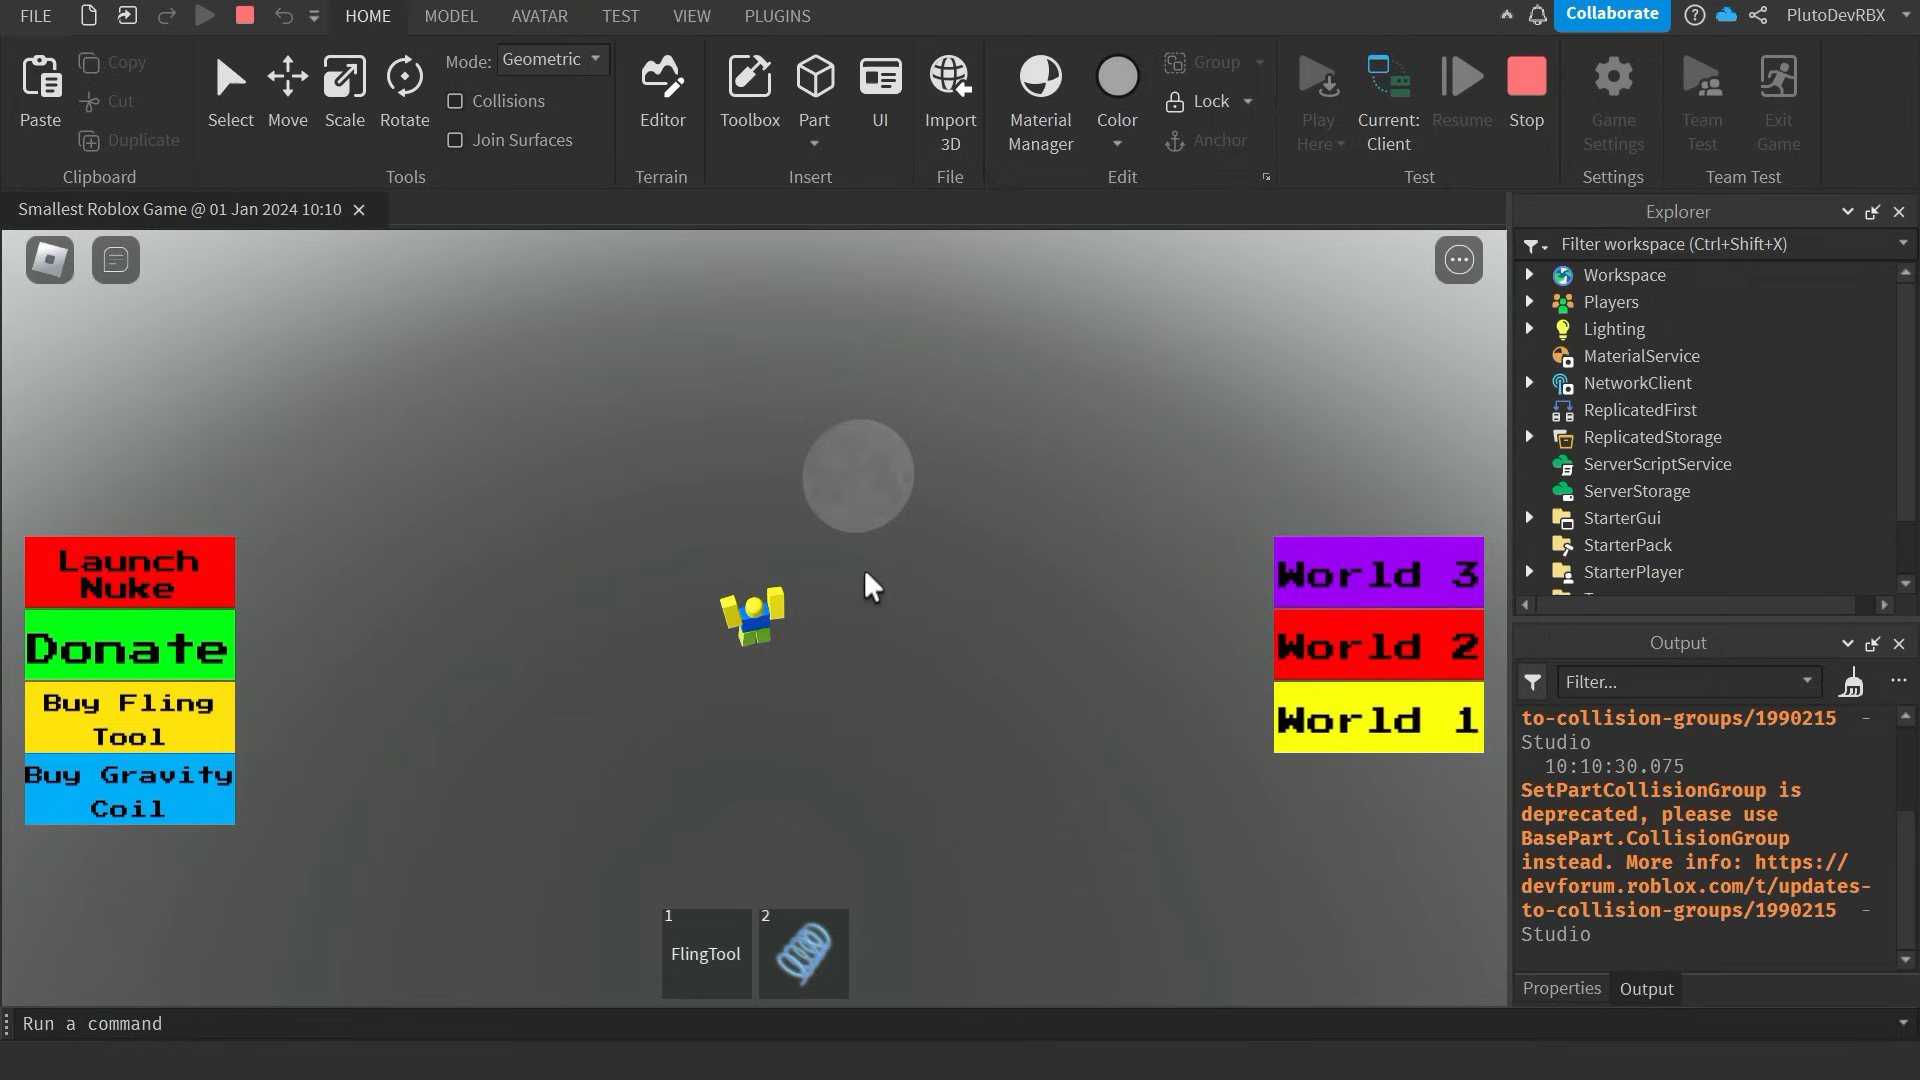 FILE HOME MODEL AVATAR TEST VIEW PLUGINS Collaborate PlutoDevRBX
Paste
Copy
Cut
Duplicate
Clipboard
Select Move Scale Rotate
Mode: Geometric
Collisions
Join Surfaces
Tools
Editor
Terrain
Toolbox Part UI
Insert
Import
3D
File
Material
Manager
Color
Group
Lock
Anchor
Edit
Play
Here
Current:
Client
Resume Stop
Test
Game
Settings
Settings
Team
Test
Exit
Game
Team Test
Smallest Roblox Game @ 01 Jan 2024 10:10
Launch
Nuke
Donate
Buy Fling
Tool
Buy Gravity
Coil
World 3
World 2
World 1
1
FlingTool
2
Explorer
Filter workspace (Ctrl+Shift+X)
Workspace
Players
Lighting
MaterialService
NetworkClient
ReplicatedFirst
ReplicatedStorage
ServerScriptService
ServerStorage
StarterGui
StarterPack
StarterPlayer
Output
Filter...
to-collision-groups/1990215 -
Studio
10:10:30.075
SetPartCollisionGroup is
deprecated, please use
BasePart.CollisionGroup
instead. More info: https://
devforum.roblox.com/t/updates-
to-collision-groups/1990215 -
Studio
Properties Output
Run a command